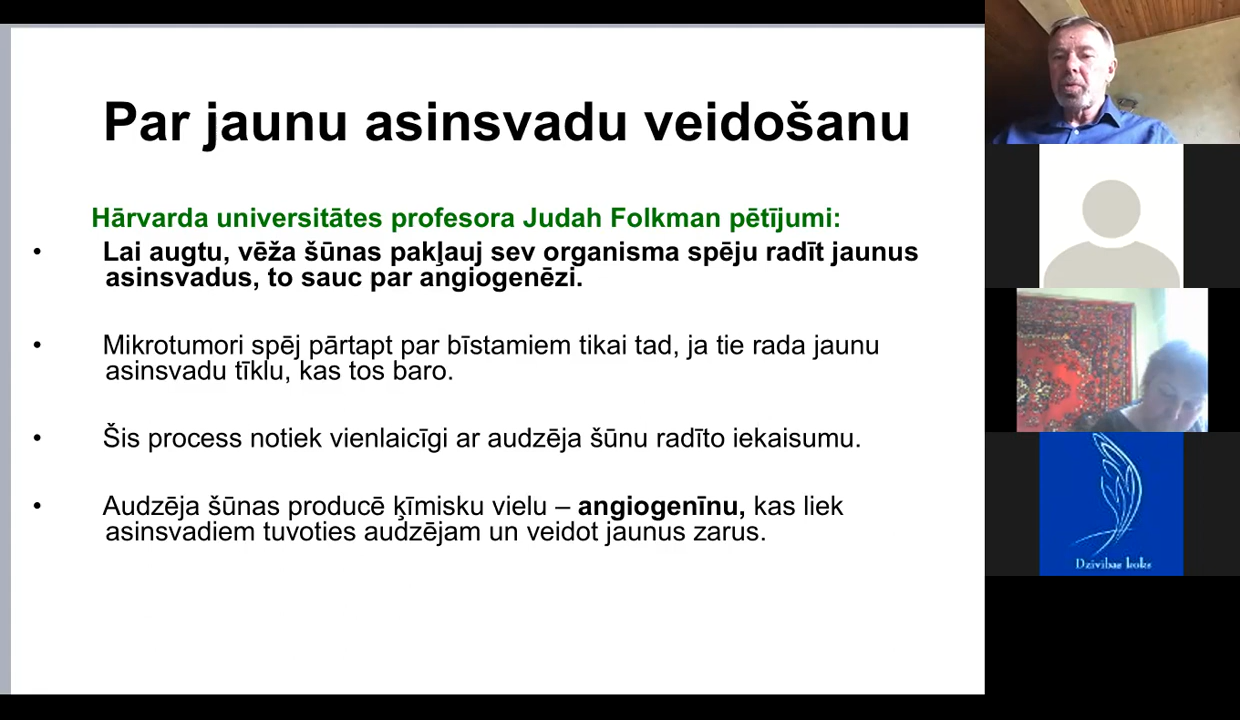 Par jaunu asinsvadu veidošanu
Hārvarda universitātes profesora Judah Folkman pētījumi:
• Lai augtu, vēža šūnas pakļauj sev organisma spēju radīt jaunus
asinsvadus, to sauc par angiogenēzi.
• Mikrotumori spēj pārtapt par bīstamiem tikai tad, ja tie rada jaunu
asinsvadu tīklu, kas tos baro.
• Šis process notiek vienlaicīgi ar audzēja šūnu radīto iekaisumu.
• Audzēja šūnas producē ķīmisku vielu – angiogenīnu, kas liek
asinsvadiem tuvoties audzējam un veidot jaunus zarus.
Dzīvības koks